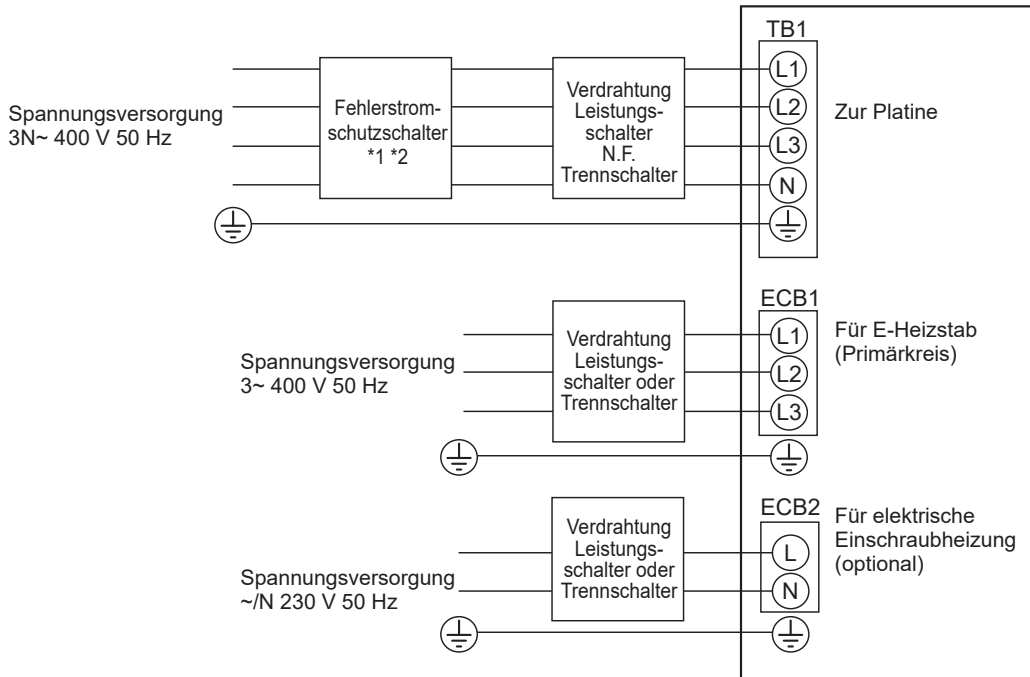 TB1
Spannungsversorgung
3N~ 400 V 50 Hz
Fehlerstrom-
schutzschalter
*1 *2
Verdrahtung
Leistungs-
schalter
N.F.
Trennschalter
L1
L2
L3
N
Zur Platine
ECB1
Spannungsversorgung
3~ 400 V 50 Hz
Verdrahtung
Leistungs-
schalter oder
Trennschalter
L1
L2
L3
Für E-Heizstab
(Primärkreis)
ECB2
Spannungsversorgung
~/N 230 V 50 Hz
Verdrahtung
Leistungs-
schalter oder
Trennschalter
L
N
Für elektrische
Einschraubheizung
(optional)